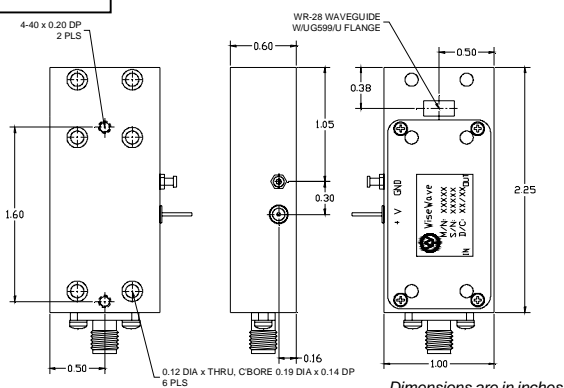 4-40 x 0.20 DP
2 PLS
WR-28 WAVEGUIDE
W/UG599/U FLANGE
0.60
0.50
0.38
1.05
0.30
1.60
2.25
+ V GND
WiseWave
M/N: XXXXX
S/N: XXXXX
D/C: XX/XX
OUT
IN
0.50
0.16
1.00
0.12 DIA x THRU, C'BORE 0.19 DIA x 0.14 DP
6 PLS
Dimensions are in inches